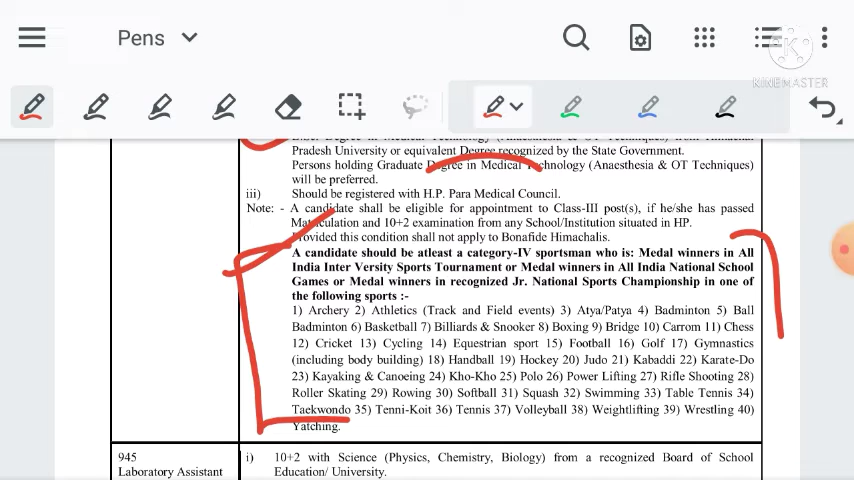 Pens
KINEMASTER
B.Sc. Degree in Medical Technology (Anaesthesia & OT Techniques) from Himachal
Pradesh University or equivalent Degree recognized by the State Government.
Persons holding Graduate Degree in Medical Technology (Anaesthesia & OT Techniques)
will be preferred.
iii) Should be registered with H.P. Para Medical Council.
Note: - A candidate shall be eligible for appointment to Class-III post(s), if he/she has passed
Matriculation and 10+2 examination from any School/Institution situated in HP.
Provided this condition shall not apply to Bonafide Himachalis.
A candidate should be atleast a category-IV sportsman who is: Medal winners in All
India Inter Versity Sports Tournament or Medal winners in All India National School
Games or Medal winners in recognized Jr. National Sports Championship in one of
the following sports :-
1) Archery 2) Athletics (Track and Field events) 3) Atya/Patya 4) Badminton 5) Ball
Badminton 6) Basketball 7) Billiards & Snooker 8) Boxing 9) Bridge 10) Carrom 11) Chess
12) Cricket 13) Cycling 14) Equestrian sport 15) Football 16) Golf 17) Gymnastics
(including body building) 18) Handball 19) Hockey 20) Judo 21) Kabaddi 22) Karate-Do
23) Kayaking & Canoeing 24) Kho-Kho 25) Polo 26) Power Lifting 27) Rifle Shooting 28)
Roller Skating 29) Rowing 30) Softball 31) Squash 32) Swimming 33) Table Tennis 34)
Taekwondo 35) Tenni-Koit 36) Tennis 37) Volleyball 38) Weightlifting 39) Wrestling 40)
Yatching.
945
Laboratory Assistant
i) 10+2 with Science (Physics, Chemistry, Biology) from a recognized Board of School
Education/ University.